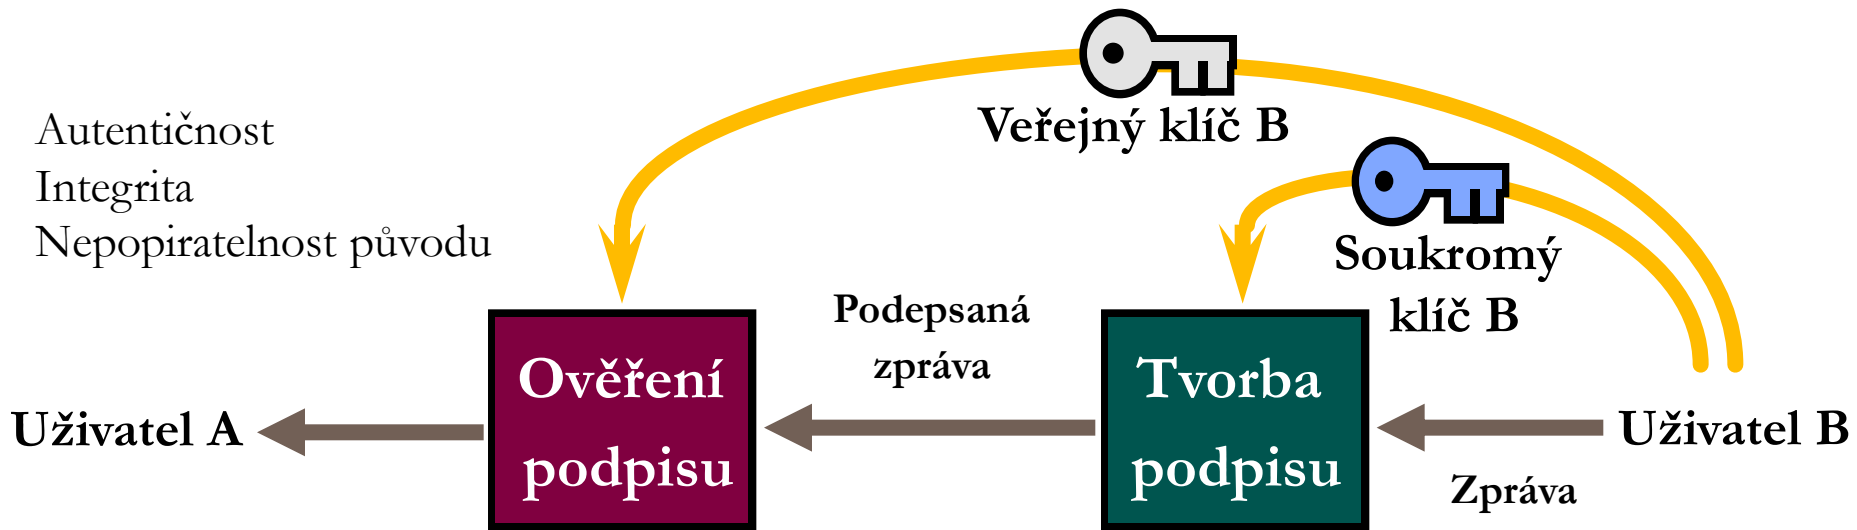 Autentičnost
Integrita
Nepopiratelnost původu
Veřejný klíč B
Soukromý
klíč B
Podepsaná
zpráva
Ověření
podpisu
Tvorba
podpisu
Uživatel A
Uživatel B
Zpráva